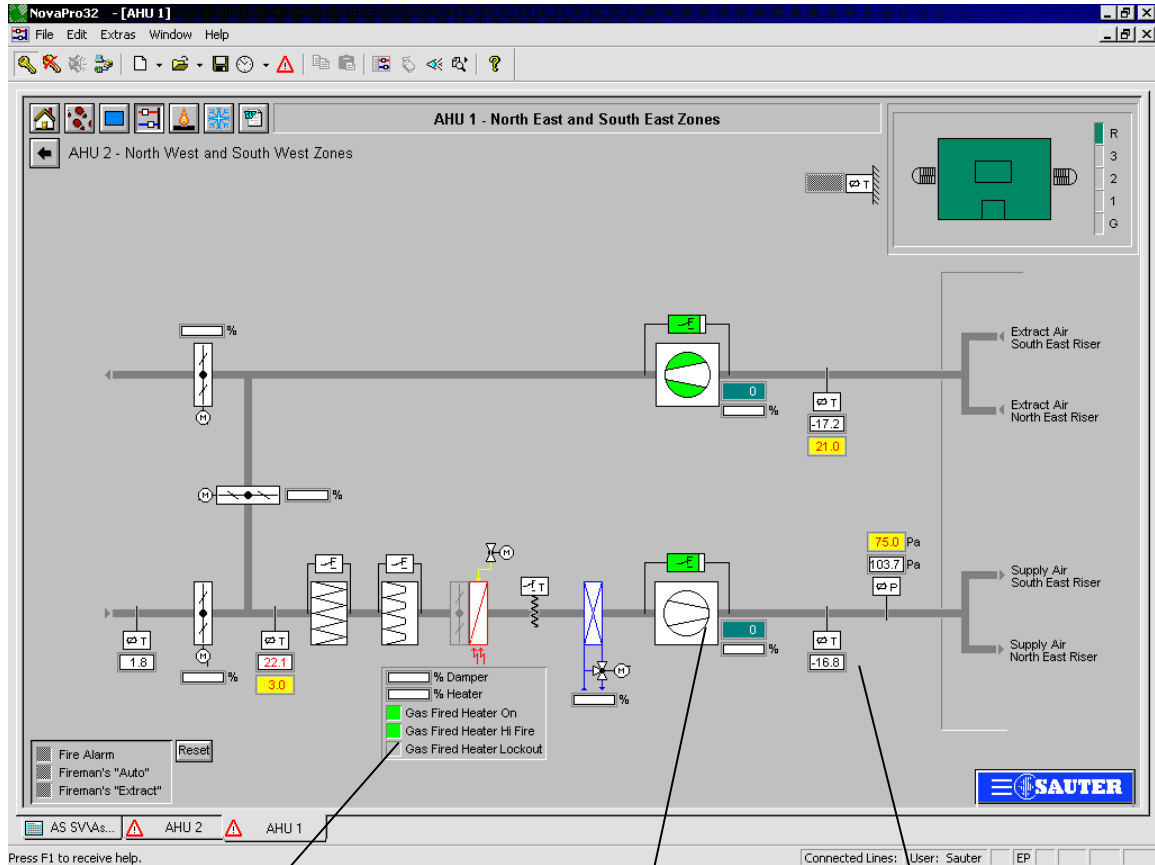 NovaPro32 - [AHU 1]
File Edit Extras Window Help
AHU 1 - North East and South East Zones
AHU 2 - North West and South West Zones
T
R
3
2
1
G
%
M
Extract Air
South East Riser
Extract Air
North East Riser
0
%
T
-17.2
21.0
M
%
75.0 Pa
103.7 Pa
P
M
T
Supply Air
South East Riser
Supply Air
North East Riser
T
1.8
M
%
T
22.1
3.0
0
%
T
-16.8
M
%
% Damper
% Heater
Gas Fired Heater On
Gas Fired Heater Hi Fire
Gas Fired Heater Lockout
Fire Alarm
Fireman's "Auto"
Fireman's "Extract"
Reset
SAUTER
AS SV\As...
AHU 2
AHU 1
Press F1 to receive help.
Connected Lines:
User: Sauter
EP